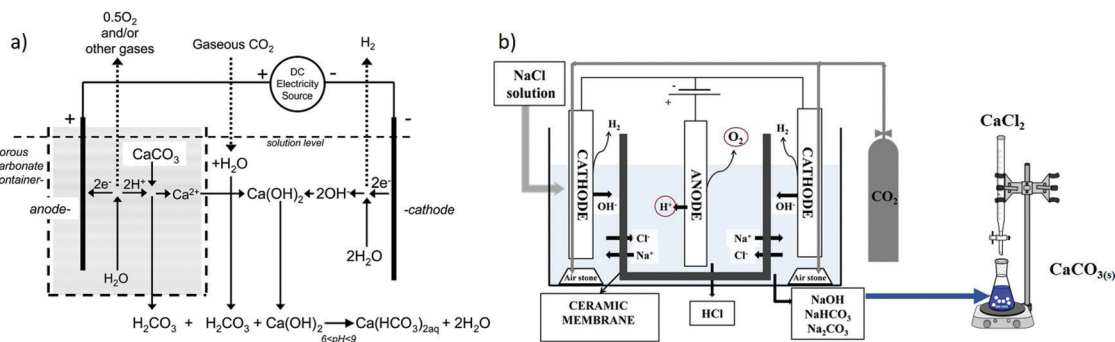 a)
0.5O₂
and/or
other gases
Gaseous CO₂
H₂
+
DC
Electricity
Source
-
+
-
solution level
orous
arbonate
ontainer-
CaCO₃
+H₂O
2e⁻
2H⁺
Ca²⁺
Ca(OH)₂
2OH⁻
2e⁻
anode-
-cathode
H₂O
2H₂O
H₂CO₃ + H₂CO₃ + Ca(OH)₂ → Ca(HCO)₂aq + 2H₂O
6<pH<9
b)
NaCl
solution
-
+
H₂
O₂
H₂
CATHODE
ANODE
CATHODE
OH⁻
H⁺
OH⁻
Cl⁻
Na⁺
Na⁺
Cl⁻
Air stone
Air stone
CO₂
CERAMIC
MEMBRANE
HCl
NaOH
NaHCO₃
Na₂CO₃
CaCl₂
CaCO₃(s)